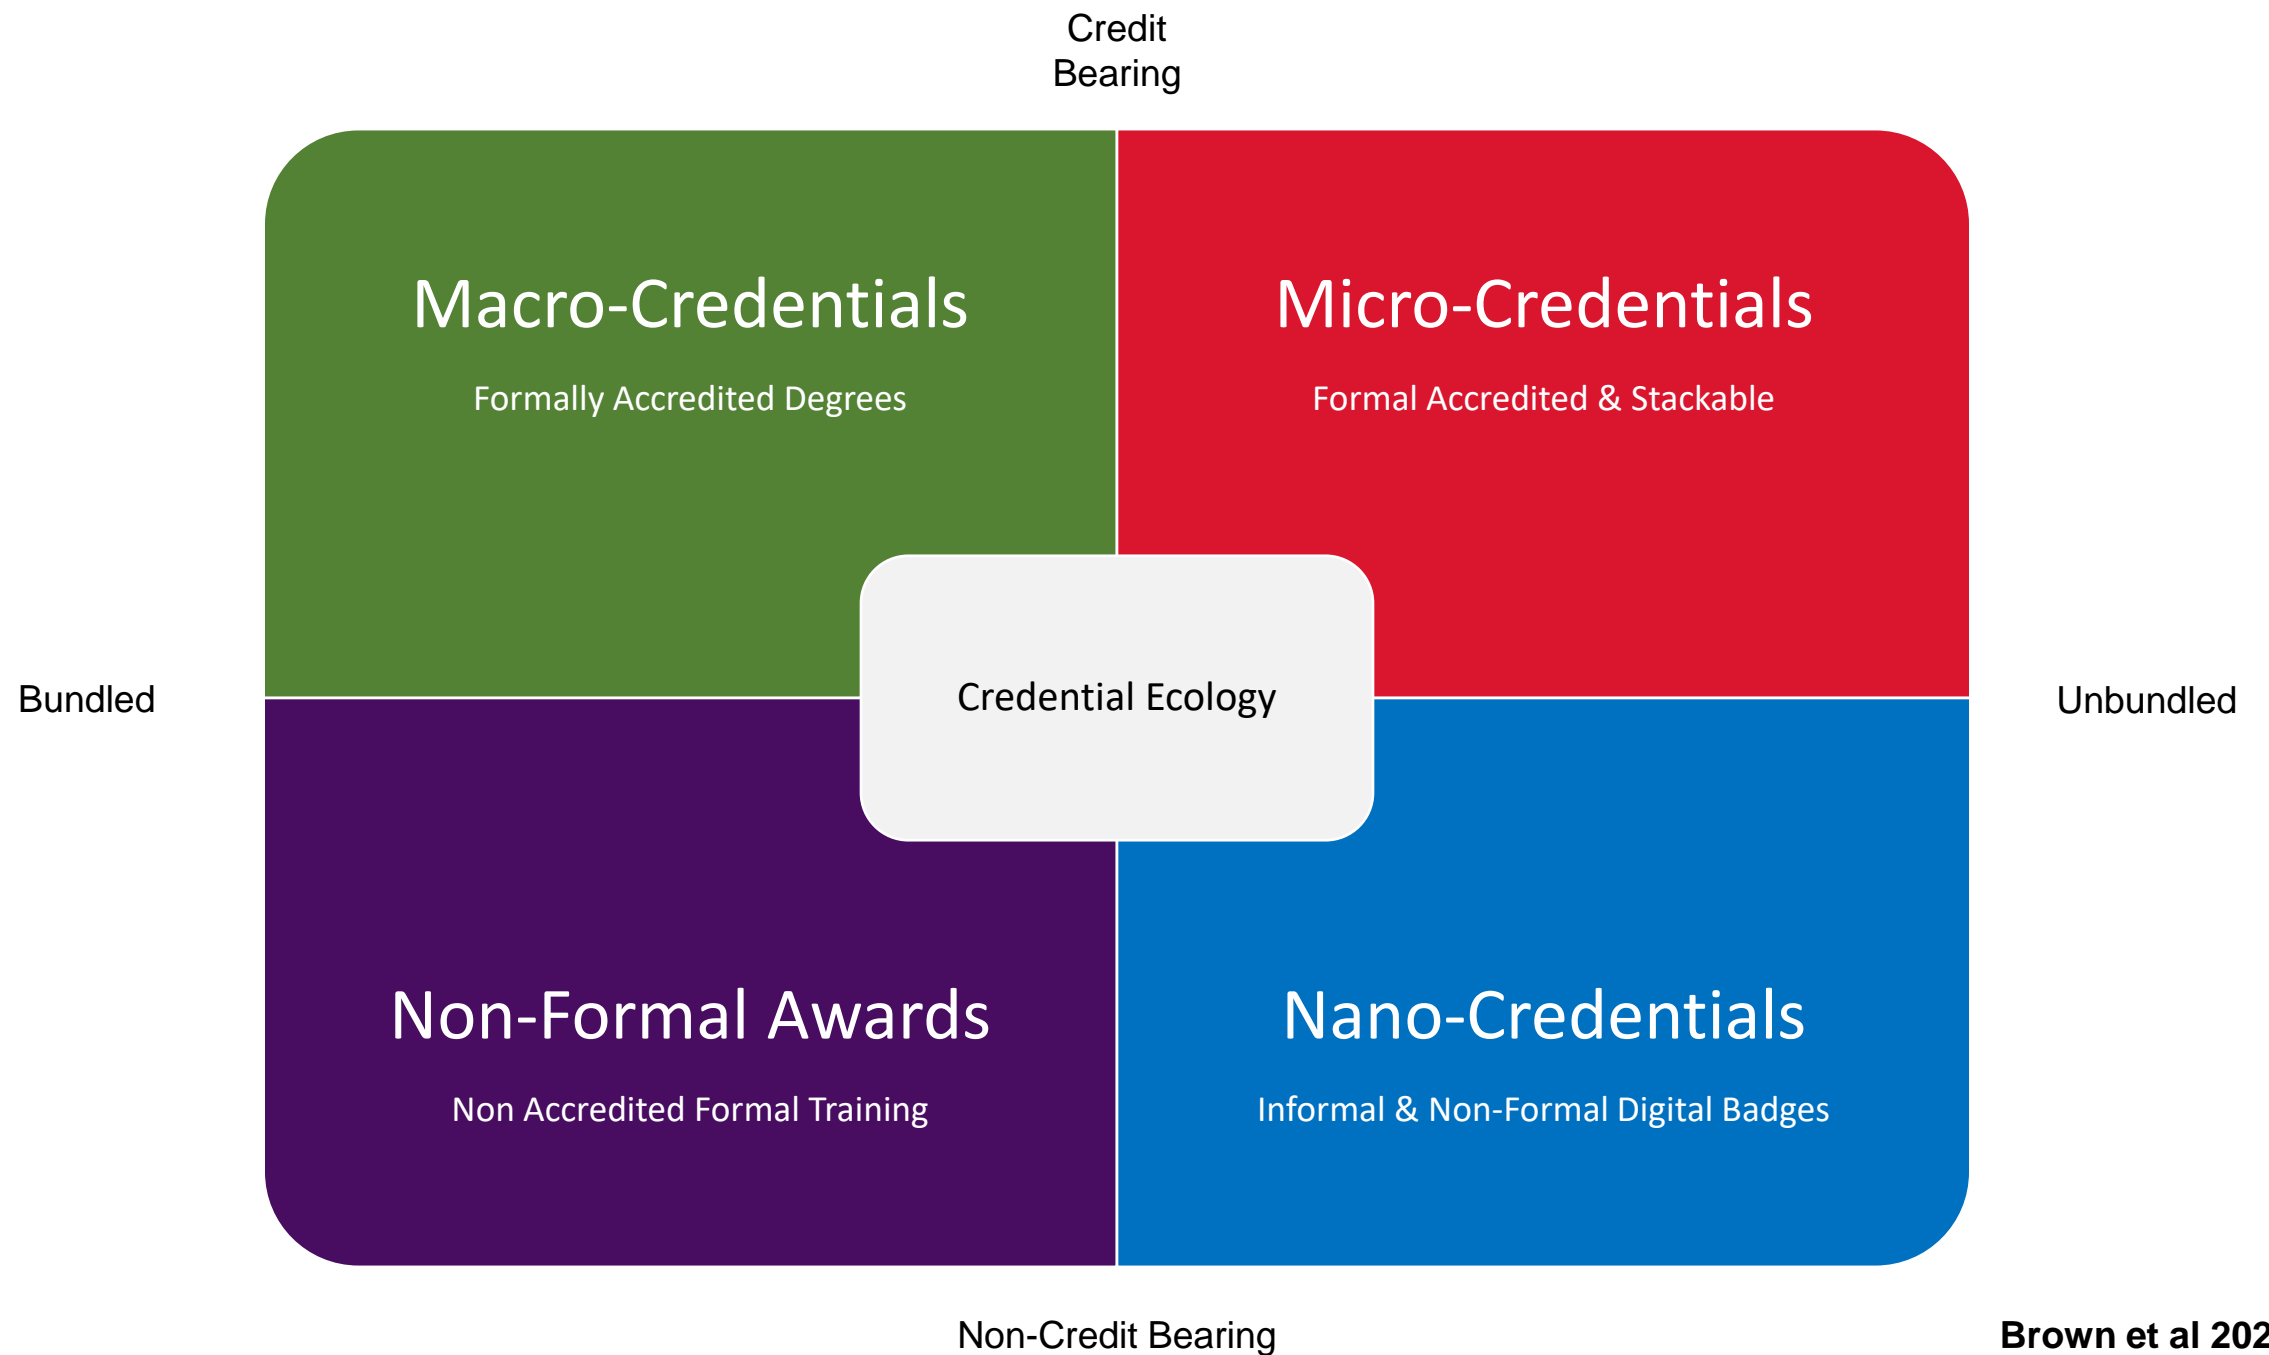 Credit
Bearing
Macro-Credentials
Micro-Credentials
Formally Accredited Degrees
Formal Accredited & Stackable
Bundled
Credential Ecology
Unbundled
Non-Formal Awards
Nano-Credentials
Non Accredited Formal Training
Informal & Non-Formal Digital Badges
Non-Credit Bearing
Brown et al